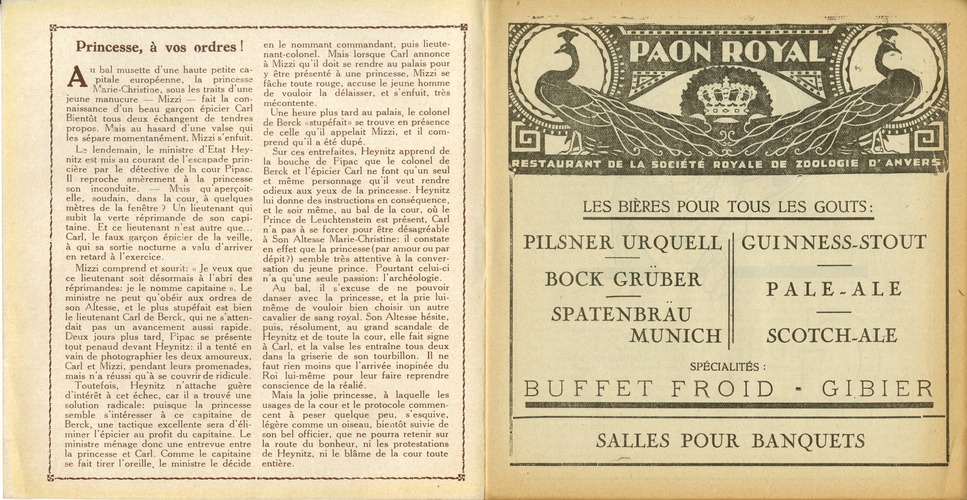 Princesse, à vos ordres !
Au bal musette d'une haute petite ca-
pitale européenne, la princesse
Marie-Christine, sous les traits d'une
jeune manucure — Mizzi — fait la con-
naissance d'un beau garçon épicier Carl
Bientôt tous deux échangent de tendres
propos. Mais au hasard d'une valse qui
les sépare momentanément, Mizzi s'enfuit.
Le lendemain, le ministre d'Etat Hey-
nitz est mis au courant de l'escapade prin-
cière par le détective de la cour Pipac.
Il reproche amèrement à la princesse
son inconduite. — Mais qu'aperçoit-
elle, soudain, dans la cour, à quelques
mètres de la fenêtre ? Un lieutenant qui
subit la verte réprimande de son capi-
taine. Et ce lieutenant n'est autre que...
Carl, le faux garçon épicier de la veille,
à qui sa sortie nocturne a valu d'arriver
en retard à l'exercice.
Mizzi comprend et sourit: « Je veux que
ce lieutenant soit désormais à l'abri des
réprimandes: je le nomme capitaine ». Le
ministre ne peut qu'obéir aux ordres de
son Altesse, et le plus stupéfait est bien
le lieutenant Carl de Berck, qui ne s'atten-
dait pas un avancement aussi rapide.
Deux jours plus tard, Pipac se présente
tout penaud devant Heynitz: il a tenté en
vain de photographier les deux amoureux,
Carl et Mizzi, pendant leurs promenades,
mais n'a réussi qu'à se couvrir de ridicule.
Toutefois, Heynitz n'attache guère
d'intérêt à cet échec, car il a trouvé une
solution radicale: puisque la princesse
semble s'intéresser à ce capitaine de
Berck, une tactique excellente sera d'éli-
miner l'épicier au profit du capitaine. Le
ministre ménage donc une entrevue entre
la princesse et Carl. Comme le capitaine
se fait tirer l'oreille, le ministre le décide
en le nommant commandant, puis lieute-
nant-colonel. Mais lorsque Carl annonce
à Mizzi qu'il doit se rendre au palais pour
y être présenté à une princesse, Mizzi se
fâche toute rouge, accuse le jeune homme
de vouloir la délaisser, et s'enfuit, très
mécontente.
Une heure plus tard au palais, le colonel
de Berck «stupéfait» se trouve en présence
de celle qu'il appelait Mizzi, et il com-
prend qu'il a été dupé.
Sur ces entrefaites, Heynitz apprend de
la bouche de Pipac que le colonel de
Berck et l'épicier Carl ne font qu'un seul
et même personnage qu'il veut rendre
odieux aux yeux de la princesse. Heynitz
lui donne des instructions en conséquence,
et le soir même, au bal de la cour, où le
Prince de Leuchtenstein est présent, Carl
n'a pas à se forcer pour être désagréable
à Son Altesse Marie-Christine: il constate
en effet que la princesse (par amour ou par
dépit?) semble très attentive à la conver-
sation du jeune prince. Pourtant celui-ci
n'a qu'une seule passion: l'archéologie.
Au bal, il s'excuse de ne pouvoir
danser avec la princesse, et la prie lui-
même de vouloir bien choisir un autre
cavalier de sang royal. Son Altesse hésite,
puis, résolument, au grand scandale de
Heynitz et de toute la cour, elle fait signe
à Carl, et la valse les entraîne tous deux
dans la griserie de son tourbillon. Il ne
faut rien moins que l'arrivée inopinée du
Roi lui-même pour leur faire reprendre
conscience de la réalié.
Mais la jolie princesse, à laquelle les
usages de la cour et le protocole commen-
cent à peser quelque peu, s'esquive,
légère comme un oiseau, bientôt suivie de
son bel officier, que ne pourra retenir sur
la route du bonheur, ni les protestations
de Heynitz, ni le blâme de la cour toute
entière.
PAON ROYAL
RESTAURANT DE LA SOCIÉTÉ ROYALE DE ZOOLOGIE D'ANVERS
LES BIÈRES POUR TOUS LES GOUTS:
PILSNER URQUELL
BOCK GRÜBER
SPATENBRÄU
MUNICH
GUINNESS-STOUT
PALE-ALE
SCOTCH-ALE
SPÉCIALITÉS :
BUFFET FROID - GIBIER
SALLES POUR BANQUETS